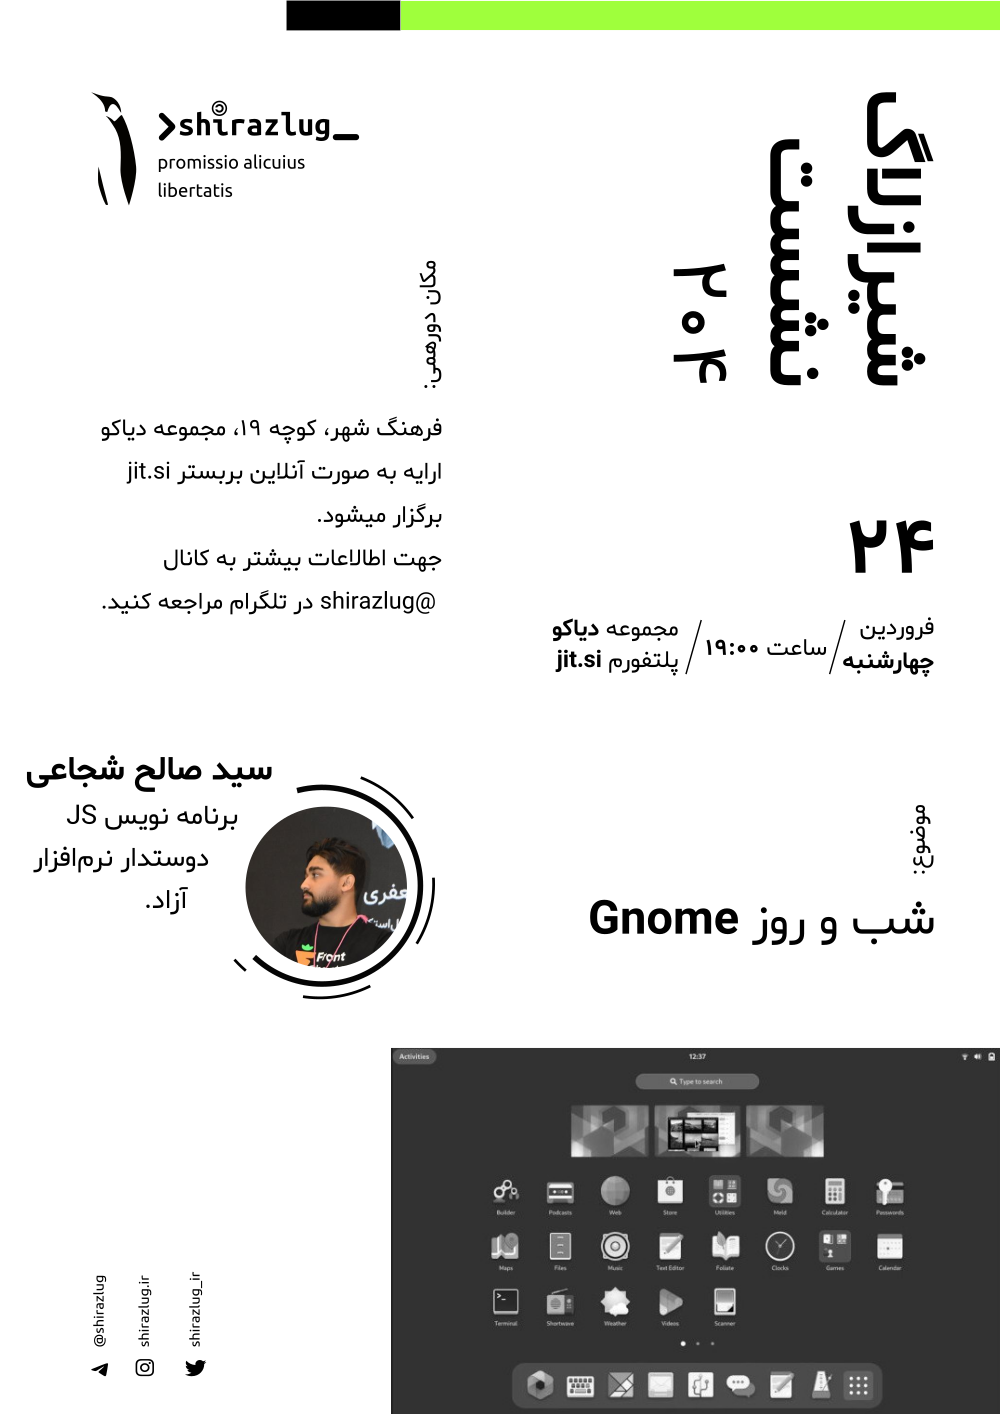 >shirazlug_
promissio alicuius
libertatis
شیرازلاگ
نشست
۲۰۴
مکان دورهمی:
فرهنگ شهر، کوچه ۱۹، مجموعه دیاکو
ارایه به صورت آنلاین بربستر jit.si
برگزار میشود.
جهت اطلاعات بیشتر به کانال
@shirazlug در تلگرام مراجعه کنید.
۲۴
فروردین
چهارشنبه
ساعت ۱۹:۰۰
مجموعه دیاکو
پلتفورم jit.si
سید صالح شجاعی
برنامه نویس JS
دوستدار نرم‌افزار
آزاد.
عفری
Front
موضوع:
شب و روز Gnome
Activities
12:37
Type to search
Builder Podcasts Web Store Utilities Meld Calculator Passwords
Maps Files Music Text Editor Foliate Clocks Games Calendar
Terminal Shortwave Weather Videos Scanner
@shirazlug
shirazlug.ir
shirazlug_ir